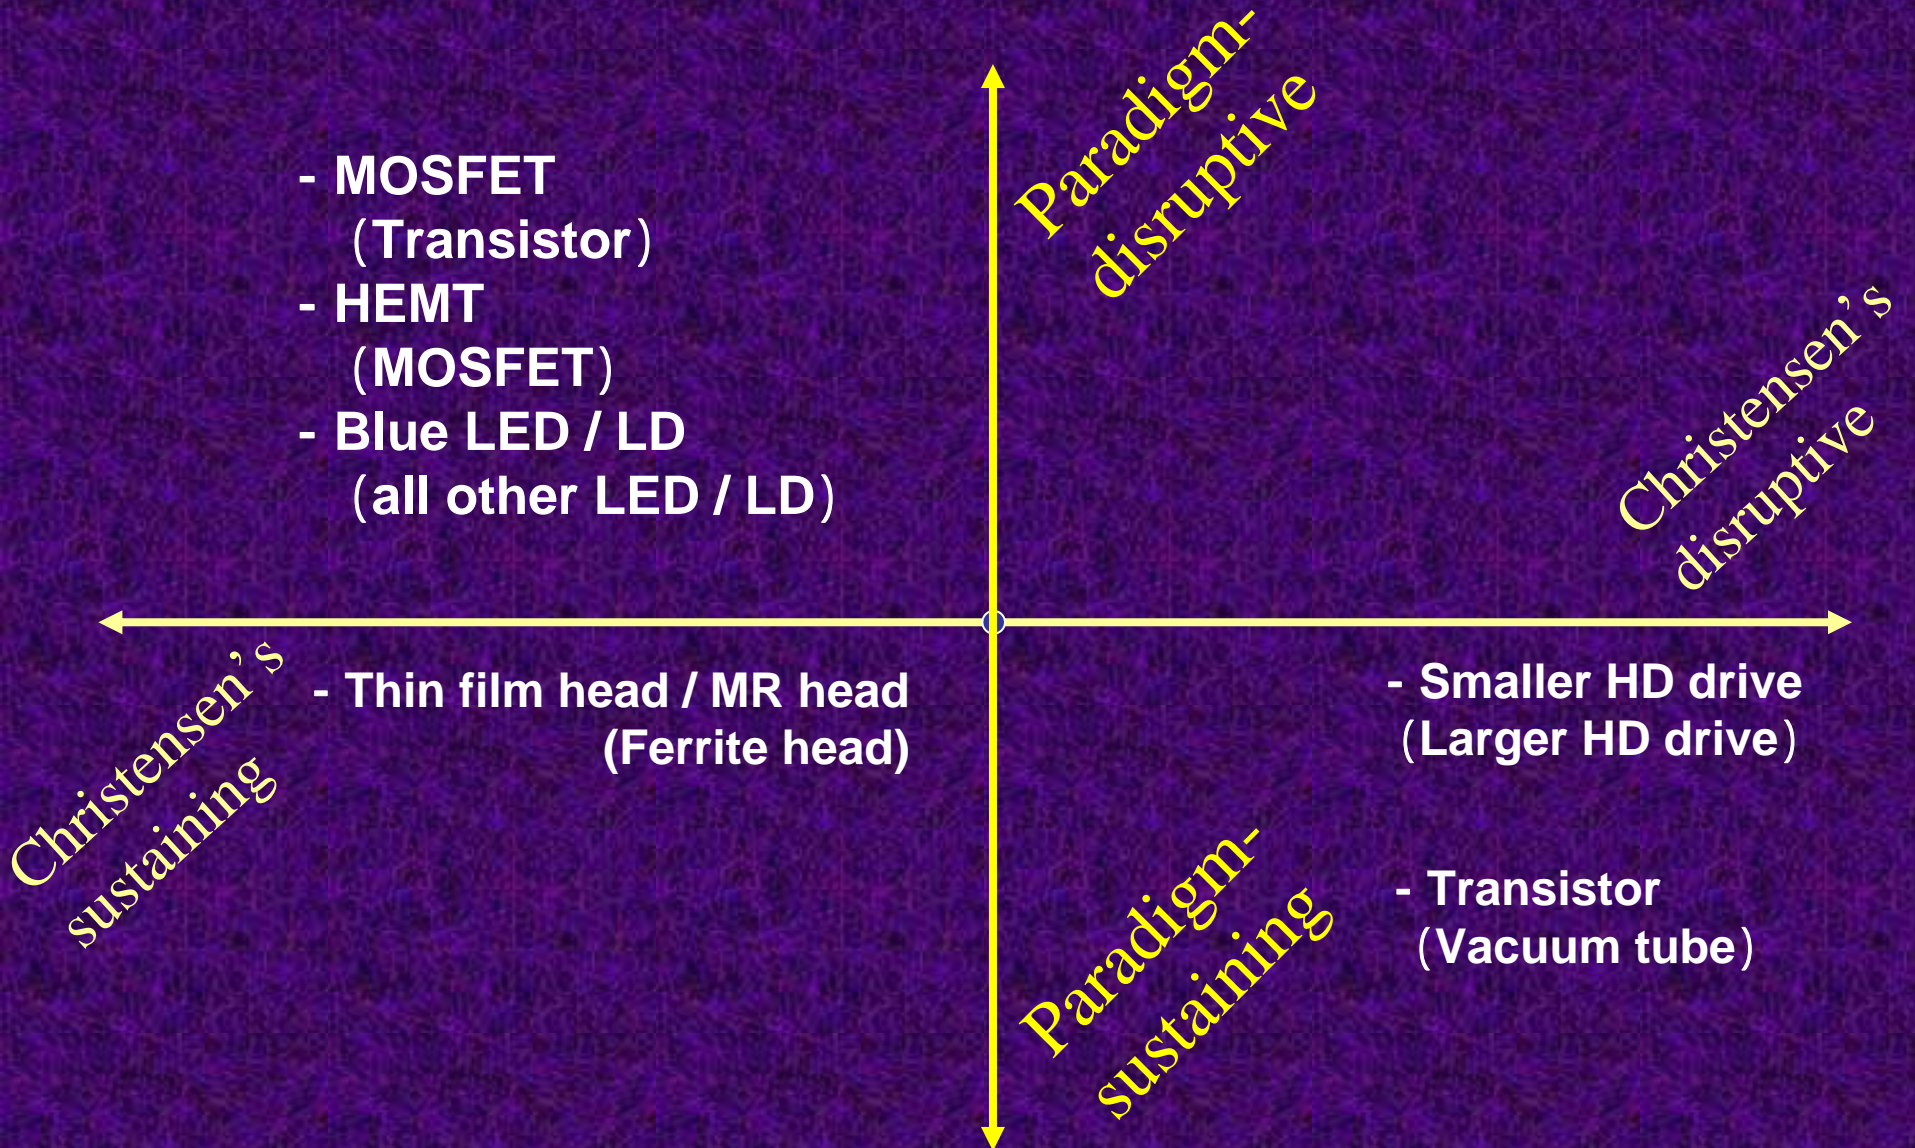 Paradigm-
disruptive
- MOSFET
(Transistor)
- HEMT
(MOSFET)
- Blue LED / LD
(all other LED / LD)
Christensen's
disruptive
Christensen's
sustaining
- Thin film head / MR head
(Ferrite head)
- Smaller HD drive
(Larger HD drive)
Paradigm-
sustaining
- Transistor
(Vacuum tube)